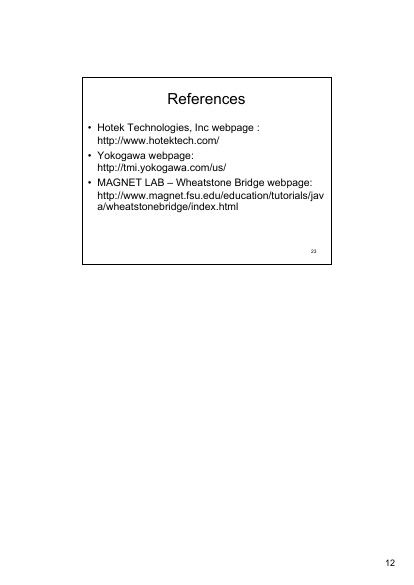 References
• Hotek Technologies, Inc webpage :
http://www.hotektech.com/
• Yokogawa webpage:
http://tmi.yokogawa.com/us/
• MAGNET LAB – Wheatstone Bridge webpage:
http://www.magnet.fsu.edu/education/tutorials/jav
a/wheatstonebridge/index.html
23
12